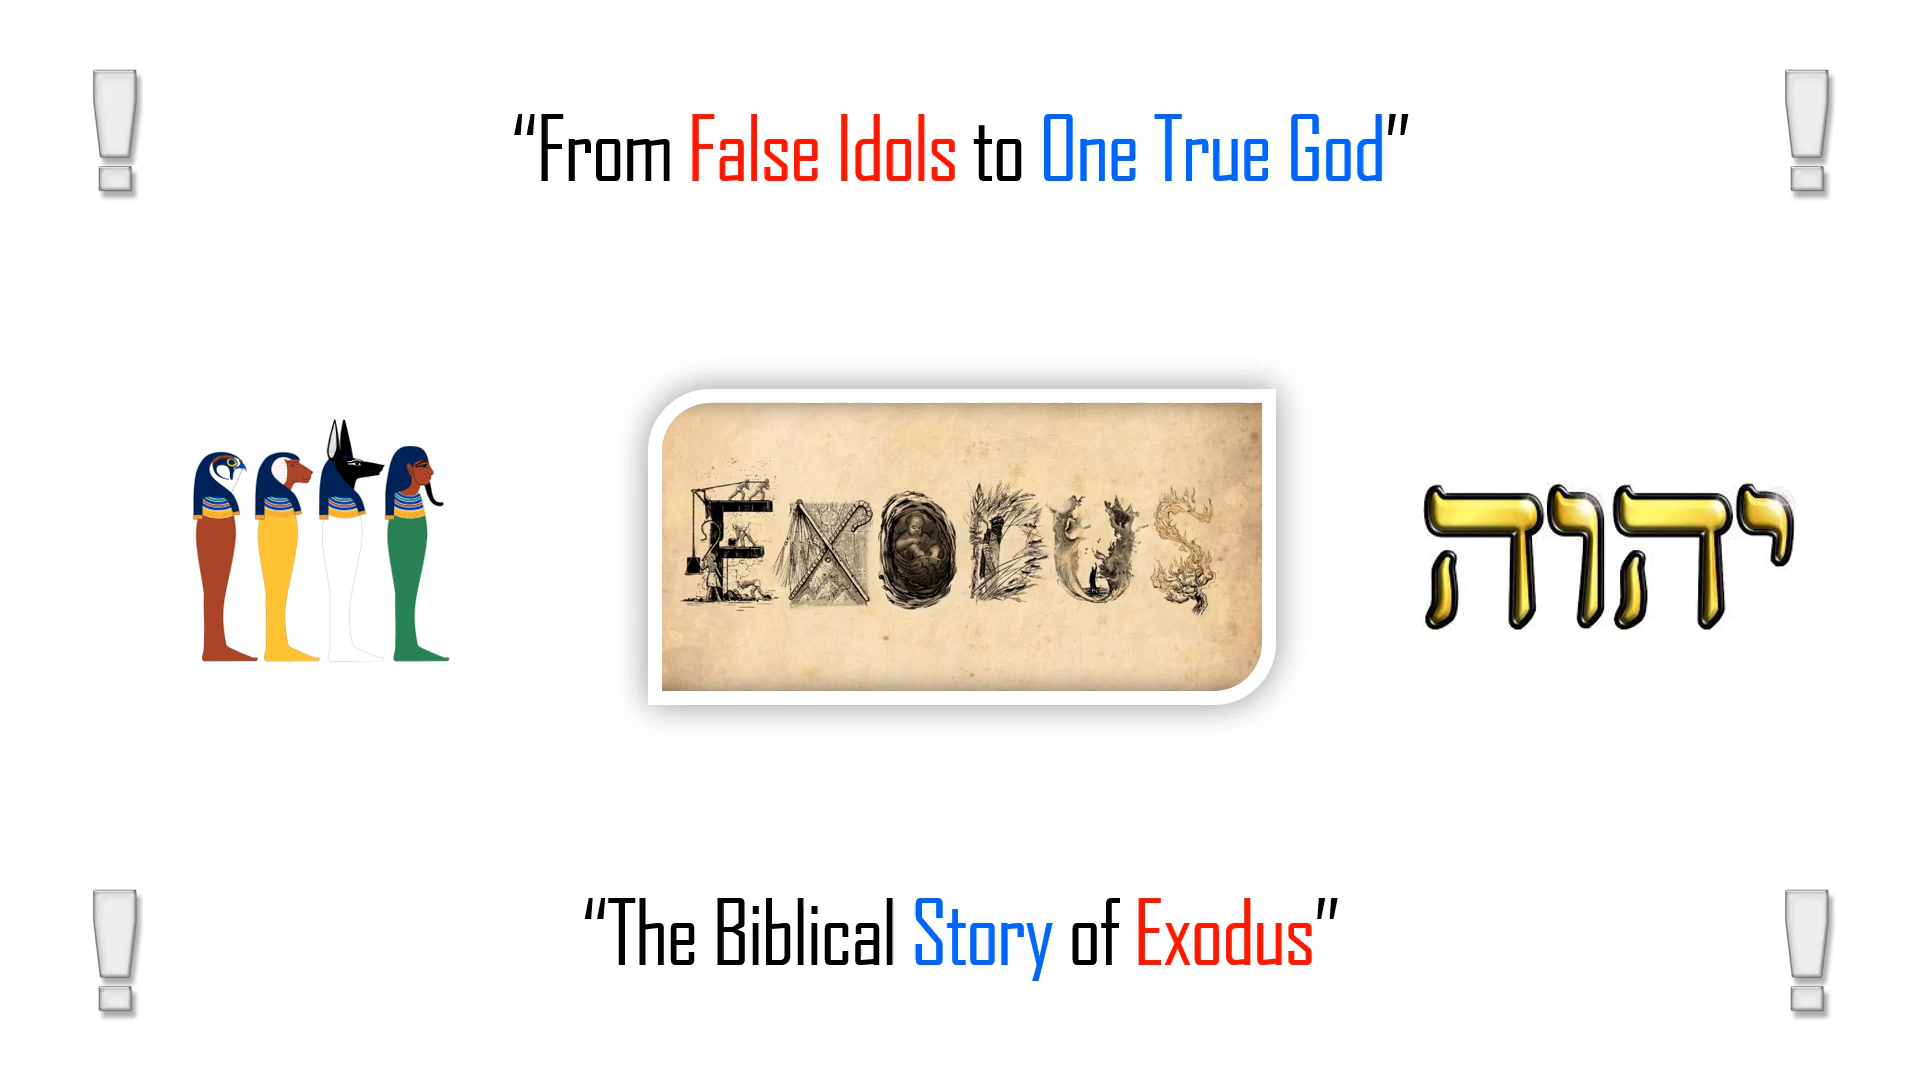 “From False Idols to One True God”
EXODUS
יהוה
“The Biblical Story of Exodus”